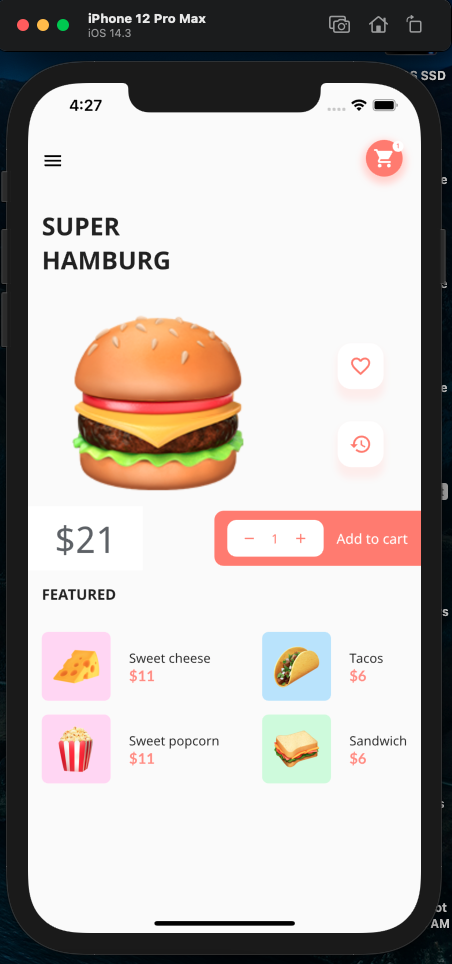 iPhone 12 Pro Max
iOS 14.3
S SSD
4:27
1
SUPER
HAMBURG
$21
1
Add to cart
FEATURED
Sweet cheese
$11
Tacos
$6
Sweet popcorn
$11
Sandwich
$6
AM